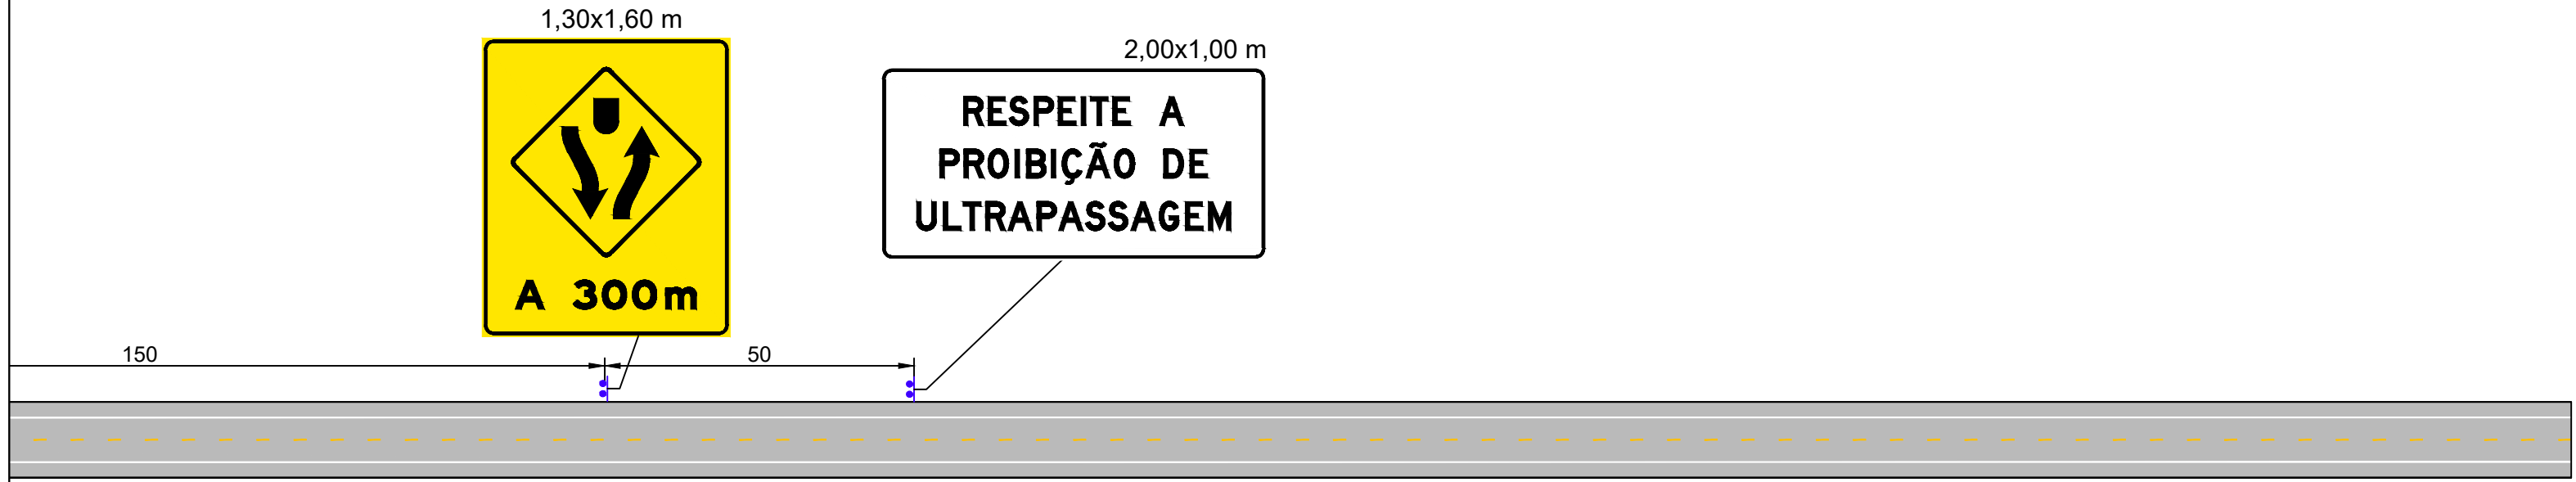 1,30x1,60 m
A 300m
2,00x1,00 m
RESPEITE A
PROIBIÇÃO DE
ULTRAPASSAGEM
150
50